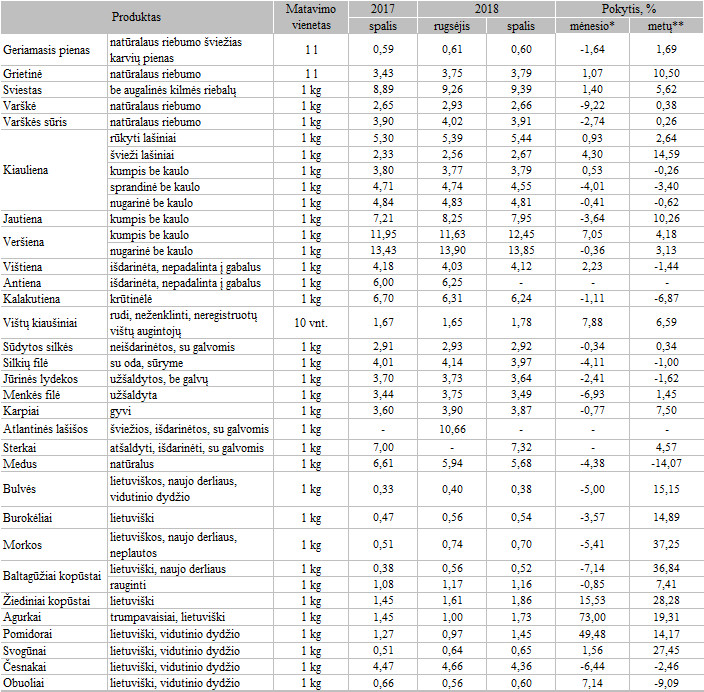 Produktas Matavimo vienetas 2017 2018 Pokytis, %
spalis rugsėjis spalis mėnesio* metų**
Geriamasis pienas natūralaus riebumo šviežias karvių pienas 1 l 0,59 0,61 0,60 -1,64 1,69
Grietinė natūralaus riebumo 1 l 3,43 3,75 3,79 1,07 10,50
Sviestas be augalinės kilmės riebalų 1 kg 8,89 9,26 9,39 1,40 5,62
Varškė natūralaus riebumo 1 kg 2,65 2,93 2,66 -9,22 0,38
Varškės sūris natūralaus riebumo 1 kg 3,90 4,02 3,91 -2,74 0,26
Kiauliena rūkyti lašiniai 1 kg 5,30 5,39 5,44 0,93 2,64
švieži lašiniai 1 kg 2,33 2,56 2,67 4,30 14,59
kumpis be kaulo 1 kg 3,80 3,77 3,79 0,53 -0,26
sprandinė be kaulo 1 kg 4,71 4,74 4,55 -4,01 -3,40
nugarinė be kaulo 1 kg 4,84 4,83 4,81 -0,41 -0,62
Jautiena kumpis be kaulo 1 kg 7,21 8,25 7,95 -3,64 10,26
Veršiena kumpis be kaulo 1 kg 11,95 11,63 12,45 7,05 4,18
nugarinė be kaulo 1 kg 13,43 13,90 13,85 -0,36 3,13
Vištiena išdarinėta, nepadalinta į gabalus 1 kg 4,18 4,03 4,12 2,23 -1,44
Antiena išdarinėta, nepadalinta į gabalus 1 kg 6,00 6,25 - - -
Kalakutiena krūtinėlė 1 kg 6,70 6,31 6,24 -1,11 -6,87
Vištų kiaušiniai rudi, neženklinti, neregistruotų vištų augintojų 10 vnt. 1,67 1,65 1,78 7,88 6,59
Sūdytos silkės neišdarinėtos, su galvomis 1 kg 2,91 2,93 2,92 -0,34 0,34
Silkių filė su oda, sūryme 1 kg 4,01 4,14 3,97 -4,11 -1,00
Jūrinės lydekos užšaldytos, be galvų 1 kg 3,70 3,73 3,64 -2,41 -1,62
Menkės filė užšaldyta 1 kg 3,44 3,75 3,49 -6,93 1,45
Karpiai gyvi 1 kg 3,60 3,90 3,87 -0,77 7,50
Atlantinės lašišos šviežios, išdarinėtos, su galvomis 1 kg - 10,66 - - -
Sterkai atšaldyti, išdarinėti, su galvomis 1 kg 7,00 - 7,32 - 4,57
Medus natūralus 1 kg 6,61 5,94 5,68 -4,38 -14,07
Bulvės lietuviškos, naujo derliaus, vidutinio dydžio 1 kg 0,33 0,40 0,38 -5,00 15,15
Burokėliai lietuviški 1 kg 0,47 0,56 0,54 -3,57 14,89
Morkos lietuviškos, naujo derliaus, neplautos 1 kg 0,51 0,74 0,70 -5,41 37,25
Baltagūžiai kopūstai lietuviški, naujo derliaus 1 kg 0,38 0,56 0,52 -7,14 36,84
rauginti 1 kg 1,08 1,17 1,16 -0,85 7,41
Žiediniai kopūstai lietuviški 1 kg 1,45 1,61 1,86 15,53 28,28
Agurkai trumpavaisiai, lietuviški 1 kg 1,45 1,00 1,73 73,00 19,31
Pomidorai lietuviški, vidutinio dydžio 1 kg 1,27 0,97 1,45 49,48 14,17
Svogūnai lietuviški, vidutinio dydžio 1 kg 0,51 0,64 0,65 1,56 27,45
Česnakai lietuviški, vidutinio dydžio 1 kg 4,47 4,66 4,36 -6,44 -2,46
Obuoliai lietuviški, vidutinio dydžio 1 kg 0,66 0,56 0,60 7,14 -9,09